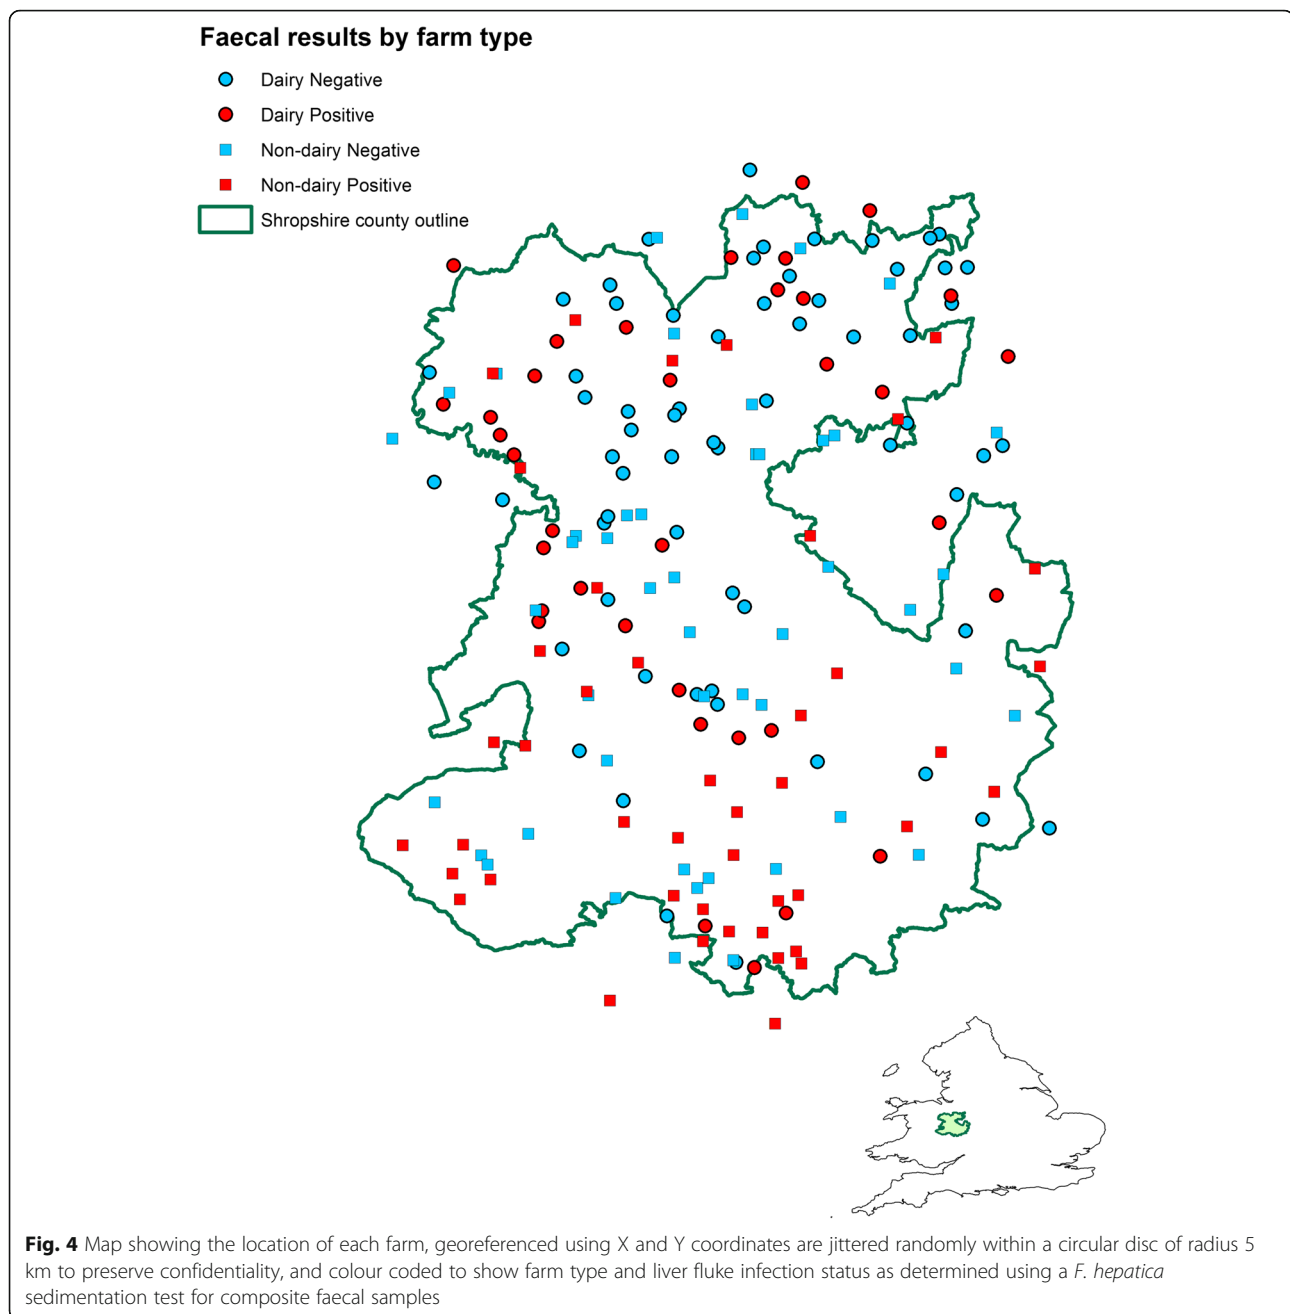 Faecal results by farm type
Dairy Negative
Dairy Positive
Non-dairy Negative
Non-dairy Positive
Shropshire county outline
Fig. 4 Map showing the location of each farm, georeferenced using X and Y coordinates are jittered randomly within a circular disc of radius 5
km to preserve confidentiality, and colour coded to show farm type and liver fluke infection status as determined using a F. hepatica
sedimentation test for composite faecal samples